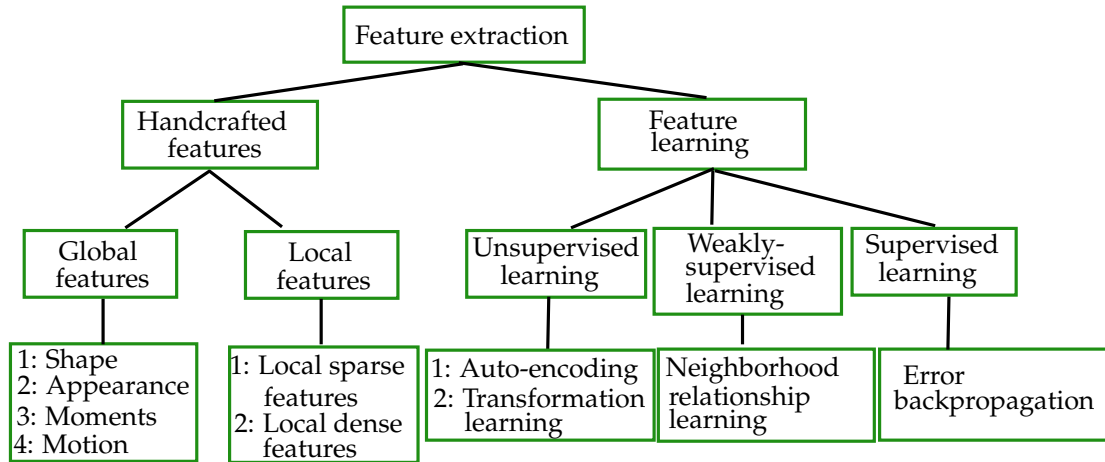 Feature extraction
Handcrafted
features
Feature
learning
Global
features
Local
features
Unsupervised
learning
Weakly-
supervised
learning
Supervised
learning
1: Shape
2: Appearance
3: Moments
4: Motion
1: Local sparse
features
2: Local dense
features
1: Auto-encoding
2: Transformation
learning
Neighborhood
relationship
learning
Error
backpropagation